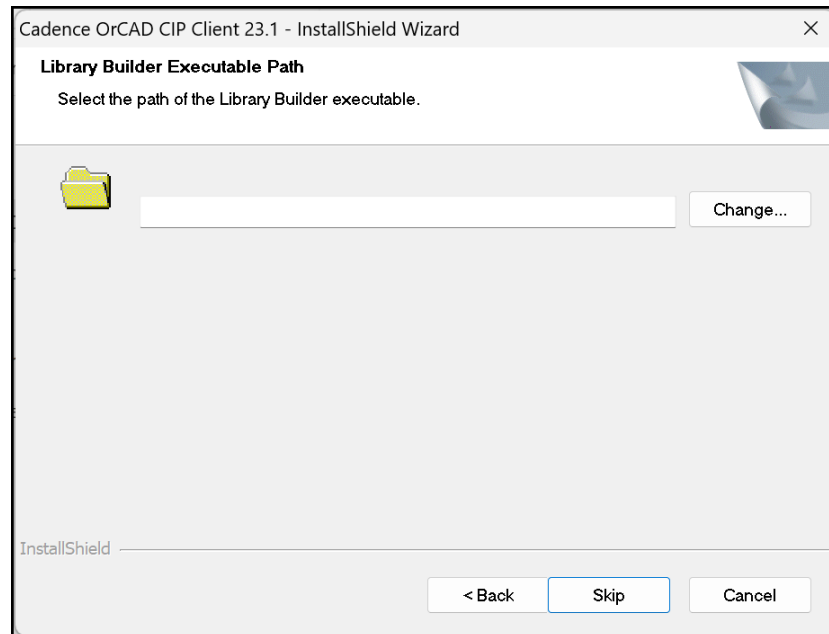 Cadence OrCAD CIP Client 23.1 - InstallShield Wizard
Library Builder Executable Path
Select the path of the Library Builder executable.
Change...
InstallShield
< Back
Skip
Cancel